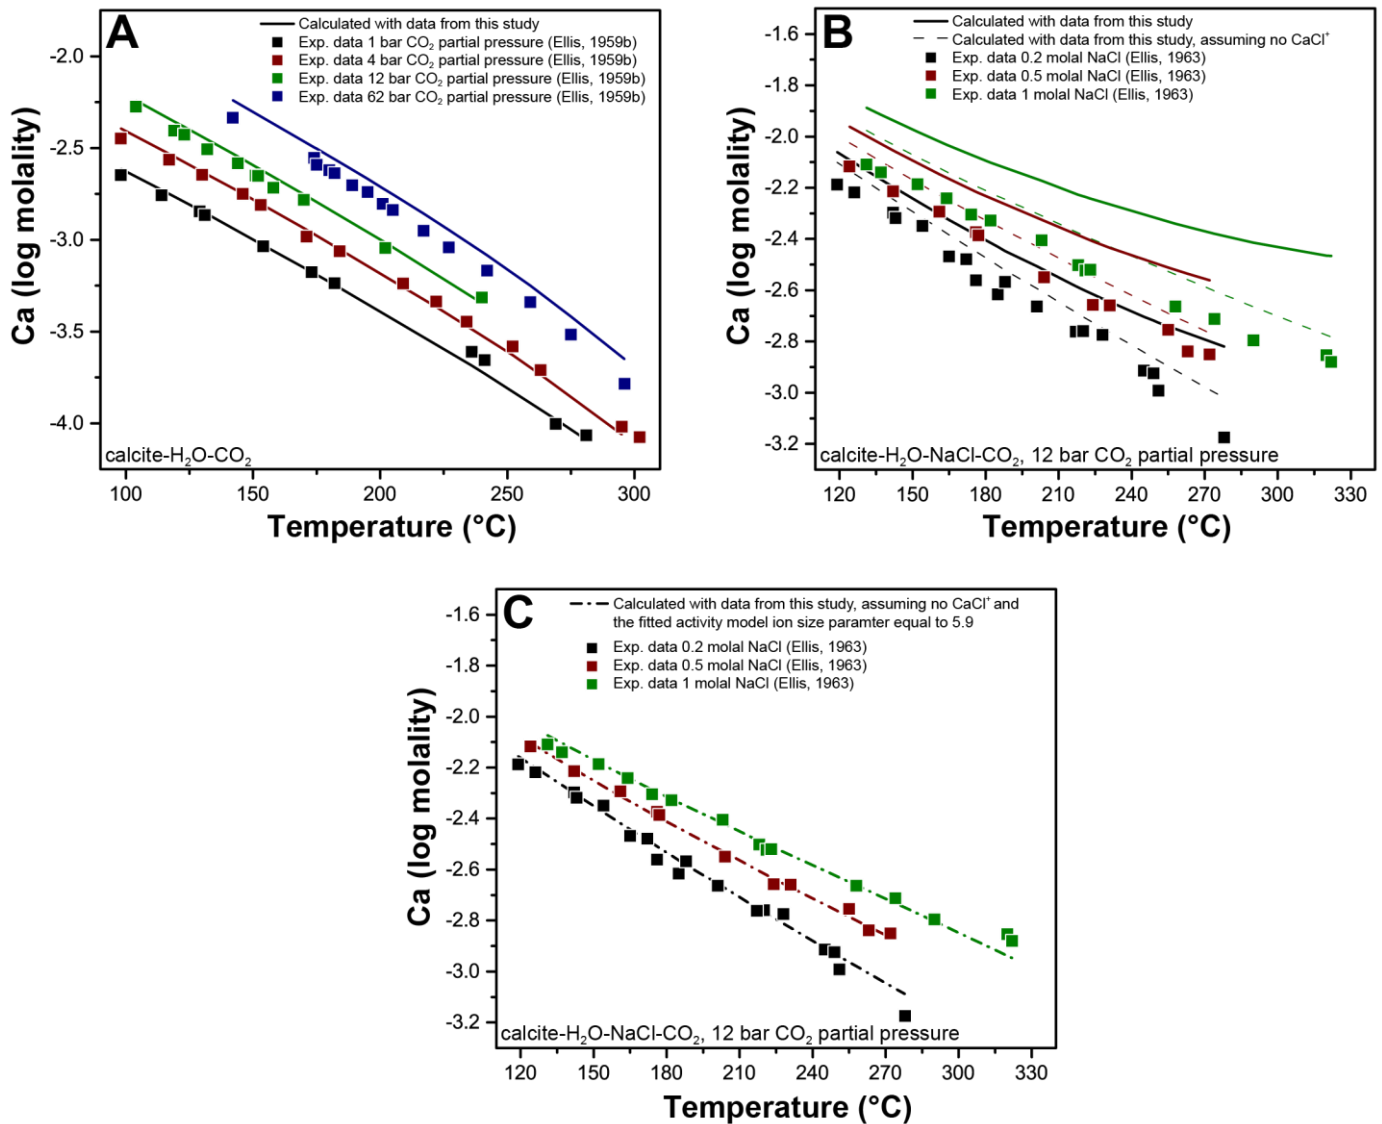 A
Calculated with data from this study
Exp. data 1 bar CO₂ partial pressure (Ellis, 1959b)
Exp. data 4 bar CO₂ partial pressure (Ellis, 1959b)
Exp. data 12 bar CO₂ partial pressure (Ellis, 1959b)
Exp. data 62 bar CO₂ partial pressure (Ellis, 1959b)
-2.0
-2.5
-3.0
-3.5
-4.0
Ca (log molality)
calcite-H₂O-CO₂
100
150
200
250
300
Temperature (°C)
B
Calculated with data from this study
Calculated with data from this study, assuming no CaCl⁺
Exp. data 0.2 molal NaCl (Ellis, 1963)
Exp. data 0.5 molal NaCl (Ellis, 1963)
Exp. data 1 molal NaCl (Ellis, 1963)
-1.6
-1.8
-2.0
-2.2
-2.4
-2.6
-2.8
-3.0
-3.2
Ca (log molality)
calcite-H₂O-NaCl-CO₂, 12 bar CO₂ partial pressure
120
150
180
210
240
270
300
330
Temperature (°C)
C
Calculated with data from this study, assuming no CaCl⁺ and
the fitted activity model ion size paramter equal to 5.9
Exp. data 0.2 molal NaCl (Ellis, 1963)
Exp. data 0.5 molal NaCl (Ellis, 1963)
Exp. data 1 molal NaCl (Ellis, 1963)
-1.6
-1.8
-2.0
-2.2
-2.4
-2.6
-2.8
-3.0
-3.2
Ca (log molality)
calcite-H₂O-NaCl-CO₂, 12 bar CO₂ partial pressure
120
150
180
210
240
270
300
330
Temperature (°C)